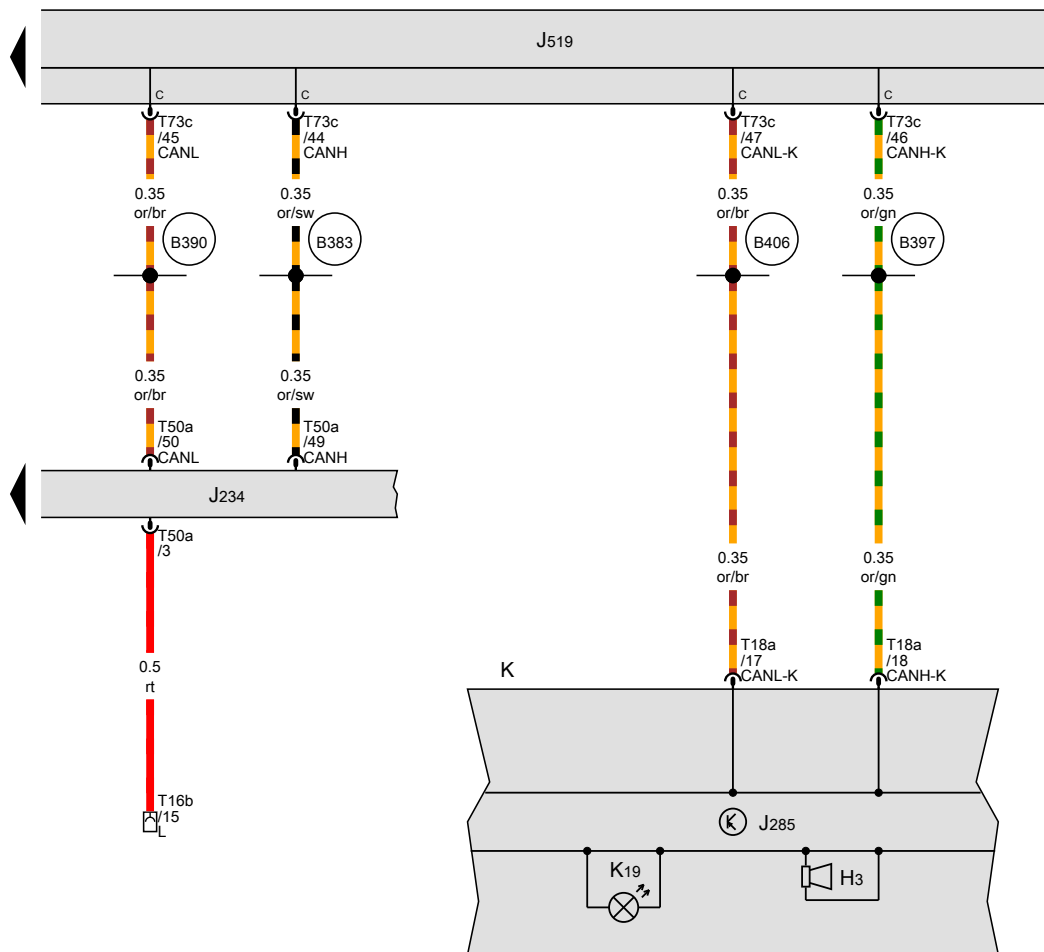 J519
C
C
C
C
T73c
/45
CANL
T73c
/44
CANH
T73c
/47
CANL-K
T73c
/46
CANH-K
0.35
or/br
0.35
or/sw
0.35
or/br
0.35
or/gn
B390
B383
B406
B397
0.35
or/br
0.35
or/sw
T50a
/50
CANL
T50a
/49
CANH
J234
T50a
/3
0.35
or/br
0.35
or/gn
T18a
/17
CANL-K
T18a
/18
CANH-K
0.5
rt
K
T16b
/15
L
K
J285
K19
H3